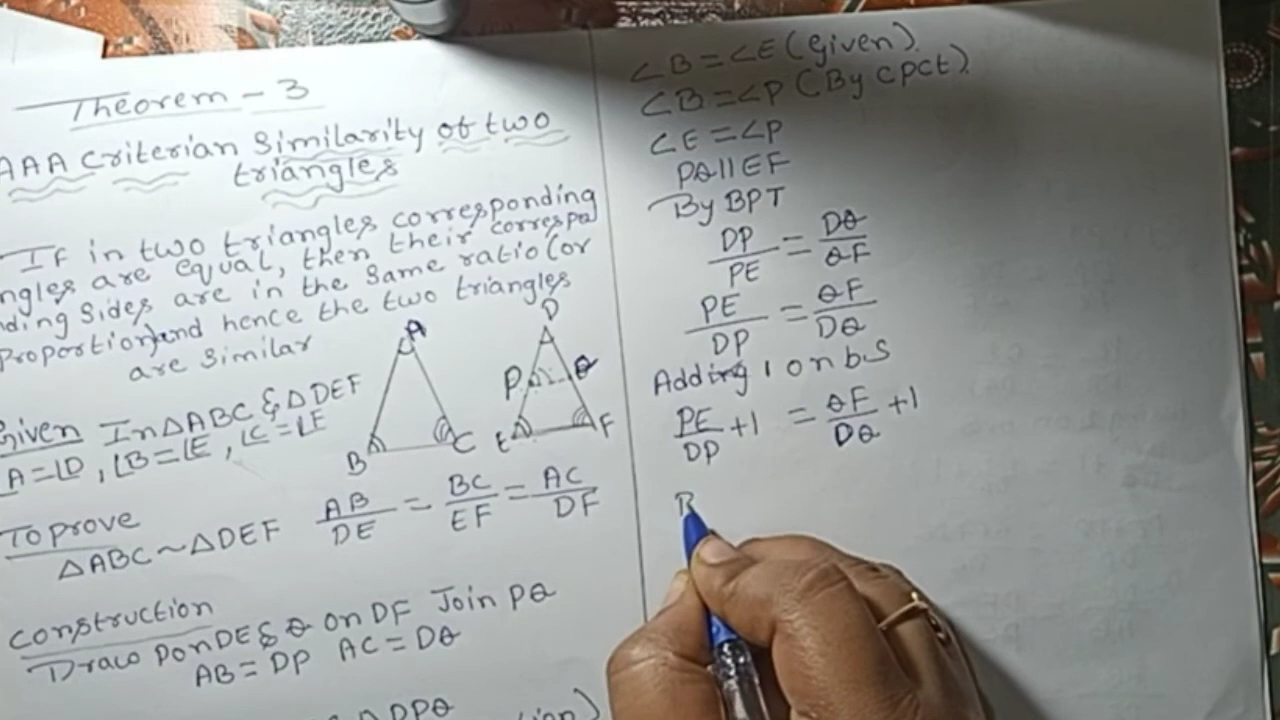 Theorem - 3
AAA Criterian Similarity of two
triangles
If in two triangles corresponding
ngles are equal, then their correspo
nding Sides are in the Same ratio (or
Proportion) and hence the two triangles
are similar
Given In △ABC & △DEF
∠A=∠D, ∠B=∠E, ∠C=∠F
A
B
C
D
P
Q
E
F
To prove
△ABC ~ △DEF AB/DE = BC/EF = AC/DF
Construction
Draw P on DE & Q on DF Join PQ
AB = DP AC = DQ
△DPQ
∠B = ∠E (Given).
∠B = ∠P (By CPCT).
∠E = ∠P
PQ || EF
By BPT
DP/PE = DQ/QF
PE/DP = QF/DQ
Adding 1 on b.S
PE/DP +1 = QF/DQ +1